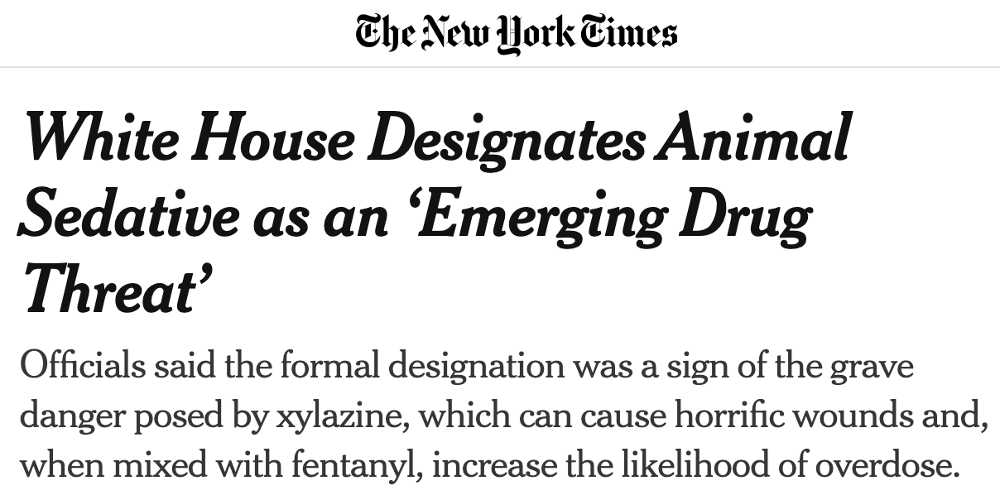 The New York Times
White House Designates Animal
Sedative as an ‘Emerging Drug
Threat’
Officials said the formal designation was a sign of the grave
danger posed by xylazine, which can cause horrific wounds and,
when mixed with fentanyl, increase the likelihood of overdose.